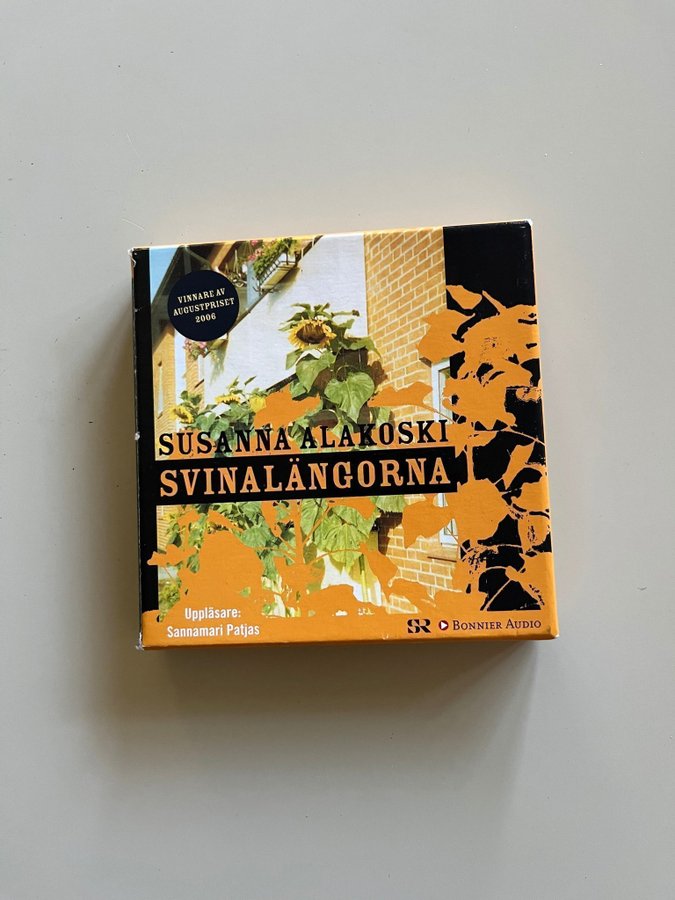 VINNARE AV
AUGUSTPRISET
2006
SUSANNA ALAKOSKI
SVINALÄNGORNA
Uppläsare:
Sannamari Patjas
SR BONNIER AUDIO